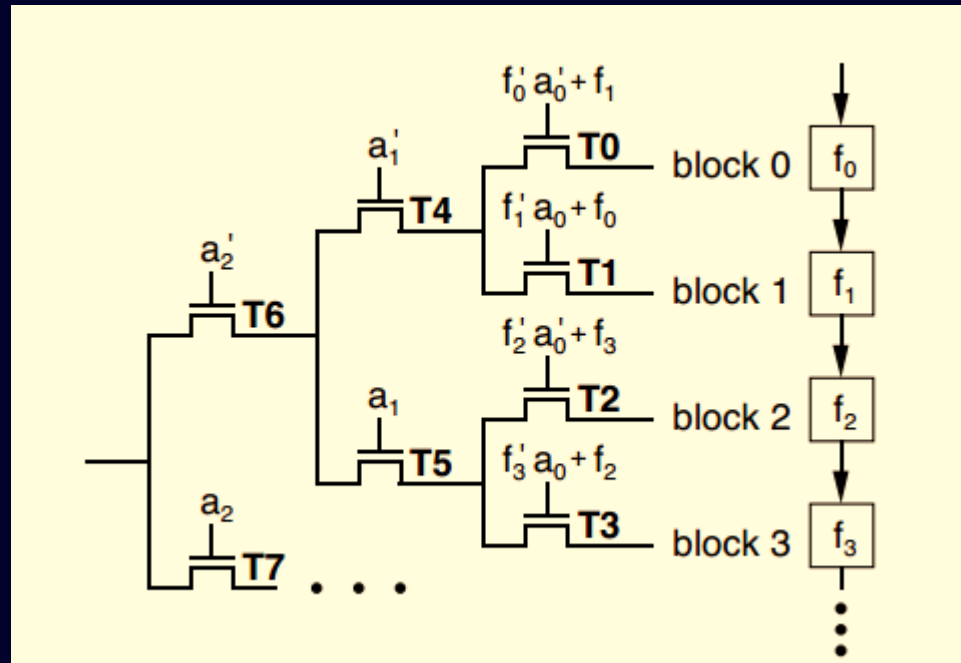 f₀' a₀' + f₁
T0
block 0
f₀
a₁'
T4
f₁' a₀ + f₀
T1
block 1
f₁
a₂'
T6
f₂' a₀' + f₃
T2
block 2
f₂
a₁
T5
f₃' a₀ + f₂
T3
block 3
f₃
a₂
T7